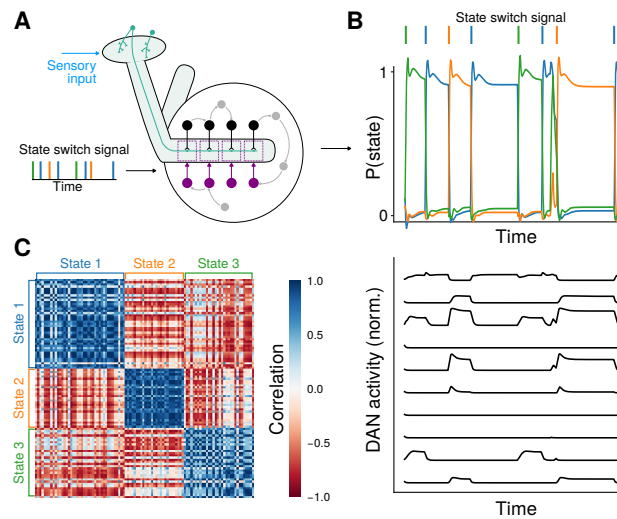 A
Sensory
input
State switch signal
Time
B
State switch signal
1
P(state)
0
Time
DAN activity (norm.)
Time
C
State 1
State 2
State 3
State 1
State 2
State 3
1.0
0.5
0.0
−0.5
−1.0
Correlation